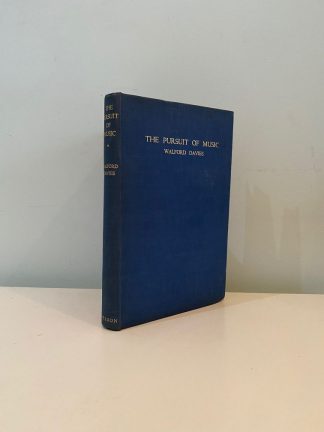 THE
PURSUIT
OF
MUSIC
WALFORD
DAVIES
THE PURSUIT OF MUSIC
WALFORD DAVIES